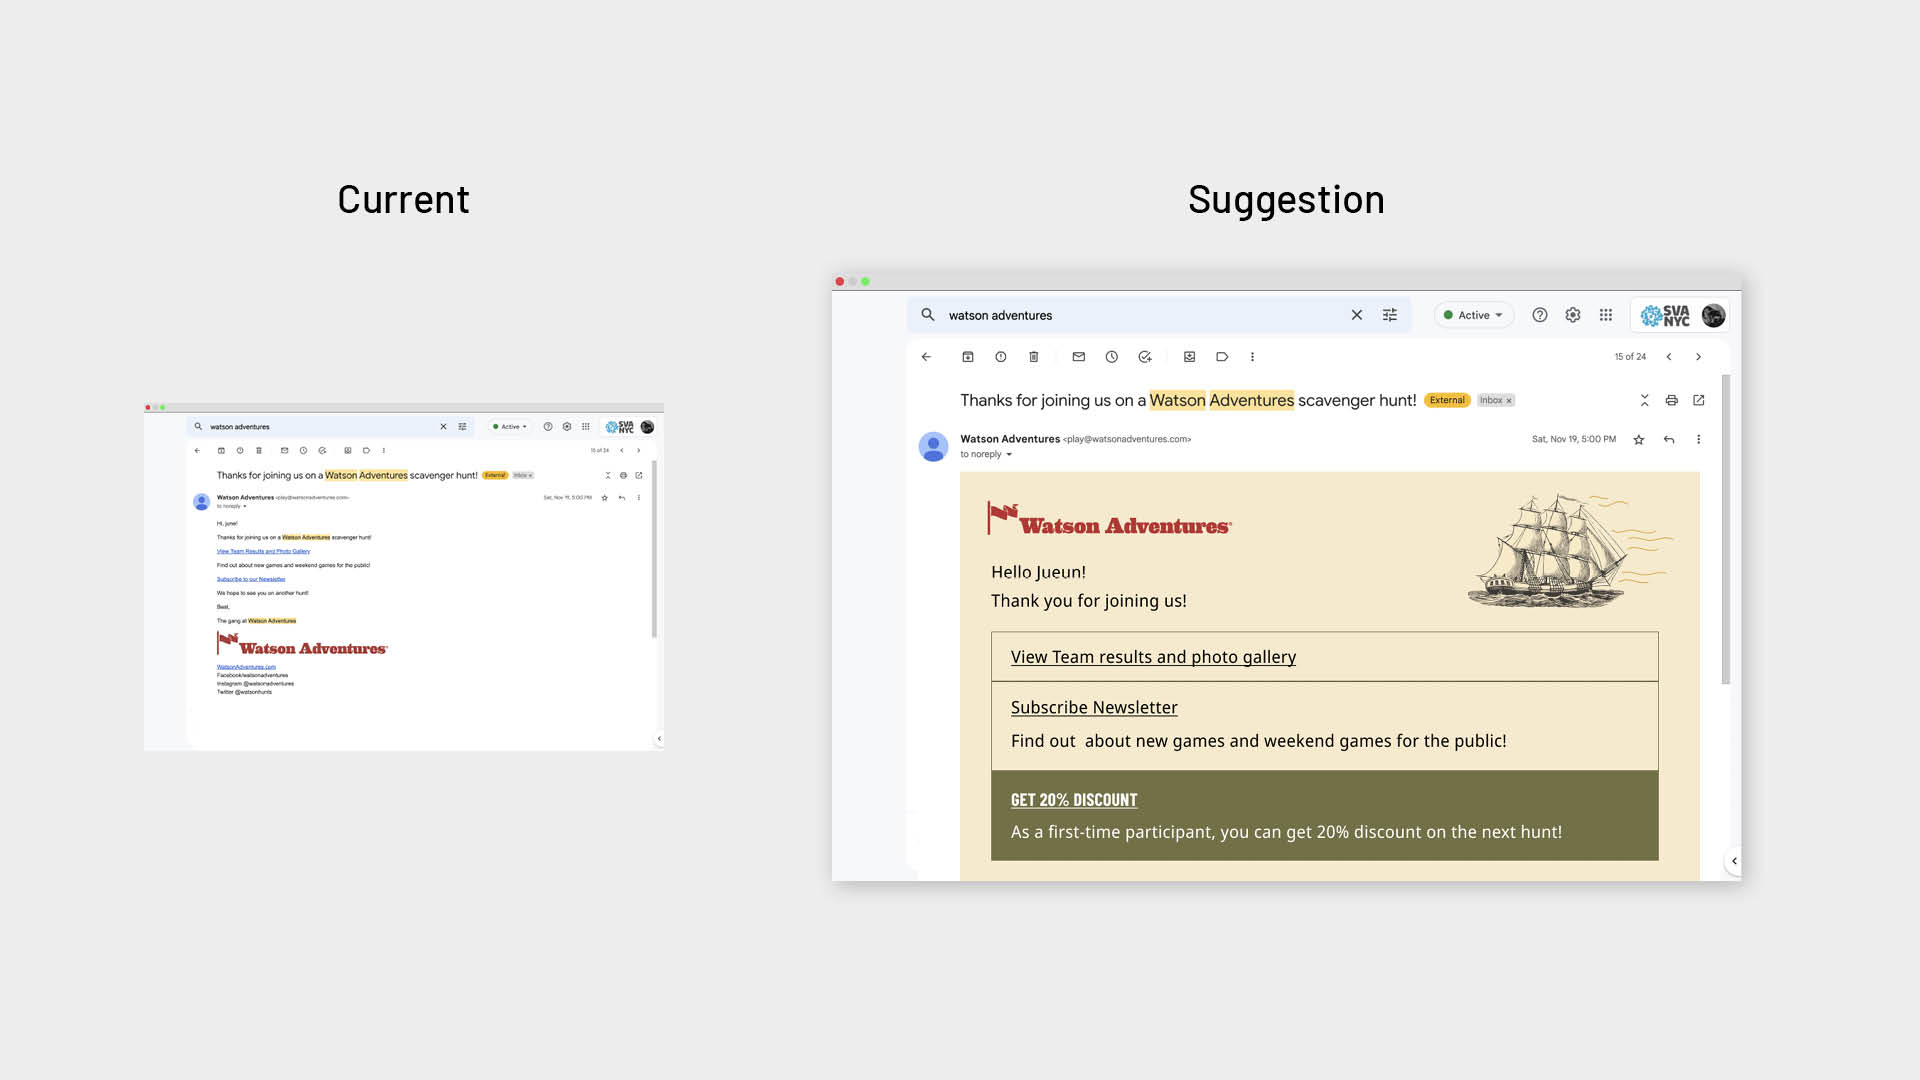 Current
Suggestion
watson adventures
Active
SVA
NYC
15 of 24
Thanks for joining us on a Watson Adventures scavenger hunt! External Inbox ×
Watson Adventures <play@watsonadventures.com>
Sat, Nov 19, 5:00 PM
to noreply
Hi, june!
Thanks for joining us on a Watson Adventures scavenger hunt!
View Team Results and Photo Gallery
Find out about new games and weekend games for the public!
Subscribe to our Newsletter
We hope to see you on another hunt!
Best,
The gang at Watson Adventures
Watson Adventures®
WatsonAdventures.com
Facebook/watsonadventures
Instagram @watsonadventures
Twitter @watsonhunts
watson adventures
Active
SVA
NYC
15 of 24
Thanks for joining us on a Watson Adventures scavenger hunt! External Inbox ×
Watson Adventures <play@watsonadventures.com>
Sat, Nov 19, 5:00 PM
to noreply
Watson Adventures®
Hello Jueun!
Thank you for joining us!
View Team results and photo gallery
Subscribe Newsletter
Find out  about new games and weekend games for the public!
GET 20% DISCOUNT
As a first-time participant, you can get 20% discount on the next hunt!